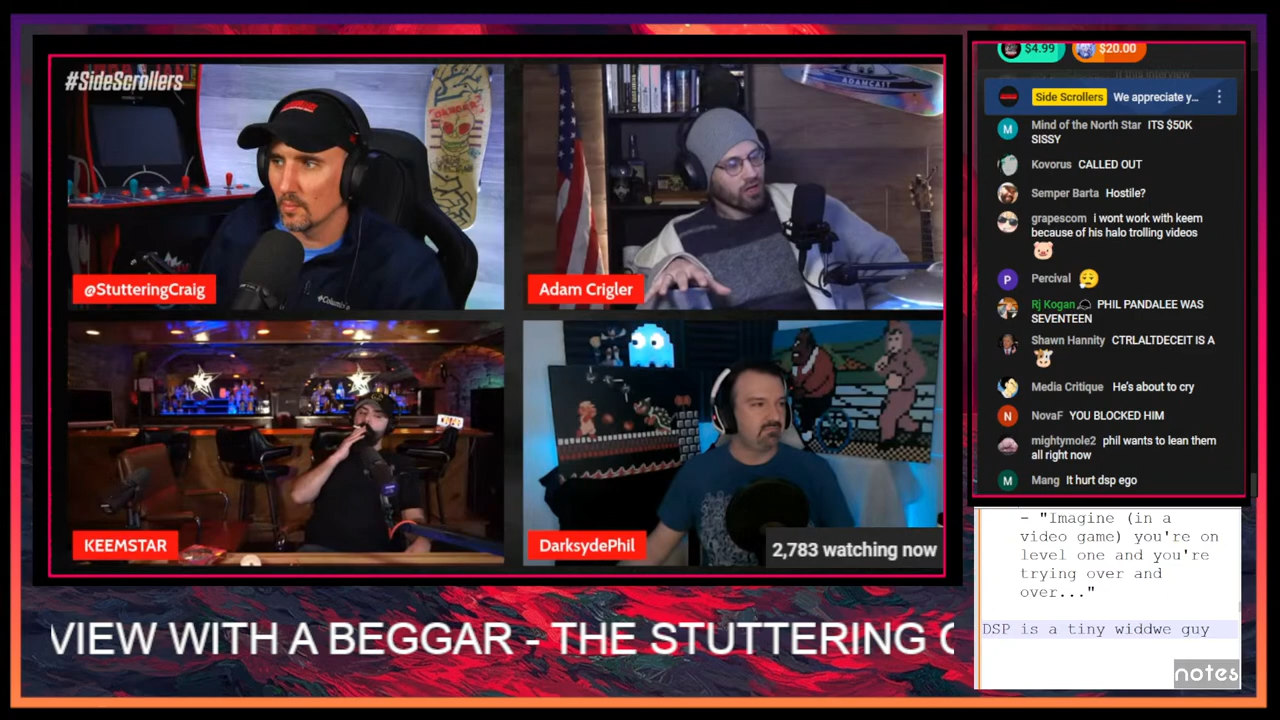 #SideScrollers
@StutteringCraig
Adam Crigler
ADAMCAST
KEEMSTAR
DarksydePhil
2,783 watching now
VIEW WITH A BEGGAR - THE STUTTERING
$4.99 $20.00
Side Scrollers We appreciate y...
Mind of the North Star ITS $50K
SISSY
Kovorus CALLED OUT
Semper Barta Hostile?
grapescom i wont work with keem
because of his halo trolling videos
Percival
Rj Kogan PHIL PANDALEE WAS
SEVENTEEN
Shawn Hannity CTRLALTDECEIT IS A
Media Critique He's about to cry
NovaF YOU BLOCKED HIM
mightymole2 phil wants to lean them
all right now
Mang It hurt dsp ego
- "Imagine (in a
video game) you're on
level one and you're
trying over and
over..."
DSP is a tiny widdwe guy
notes